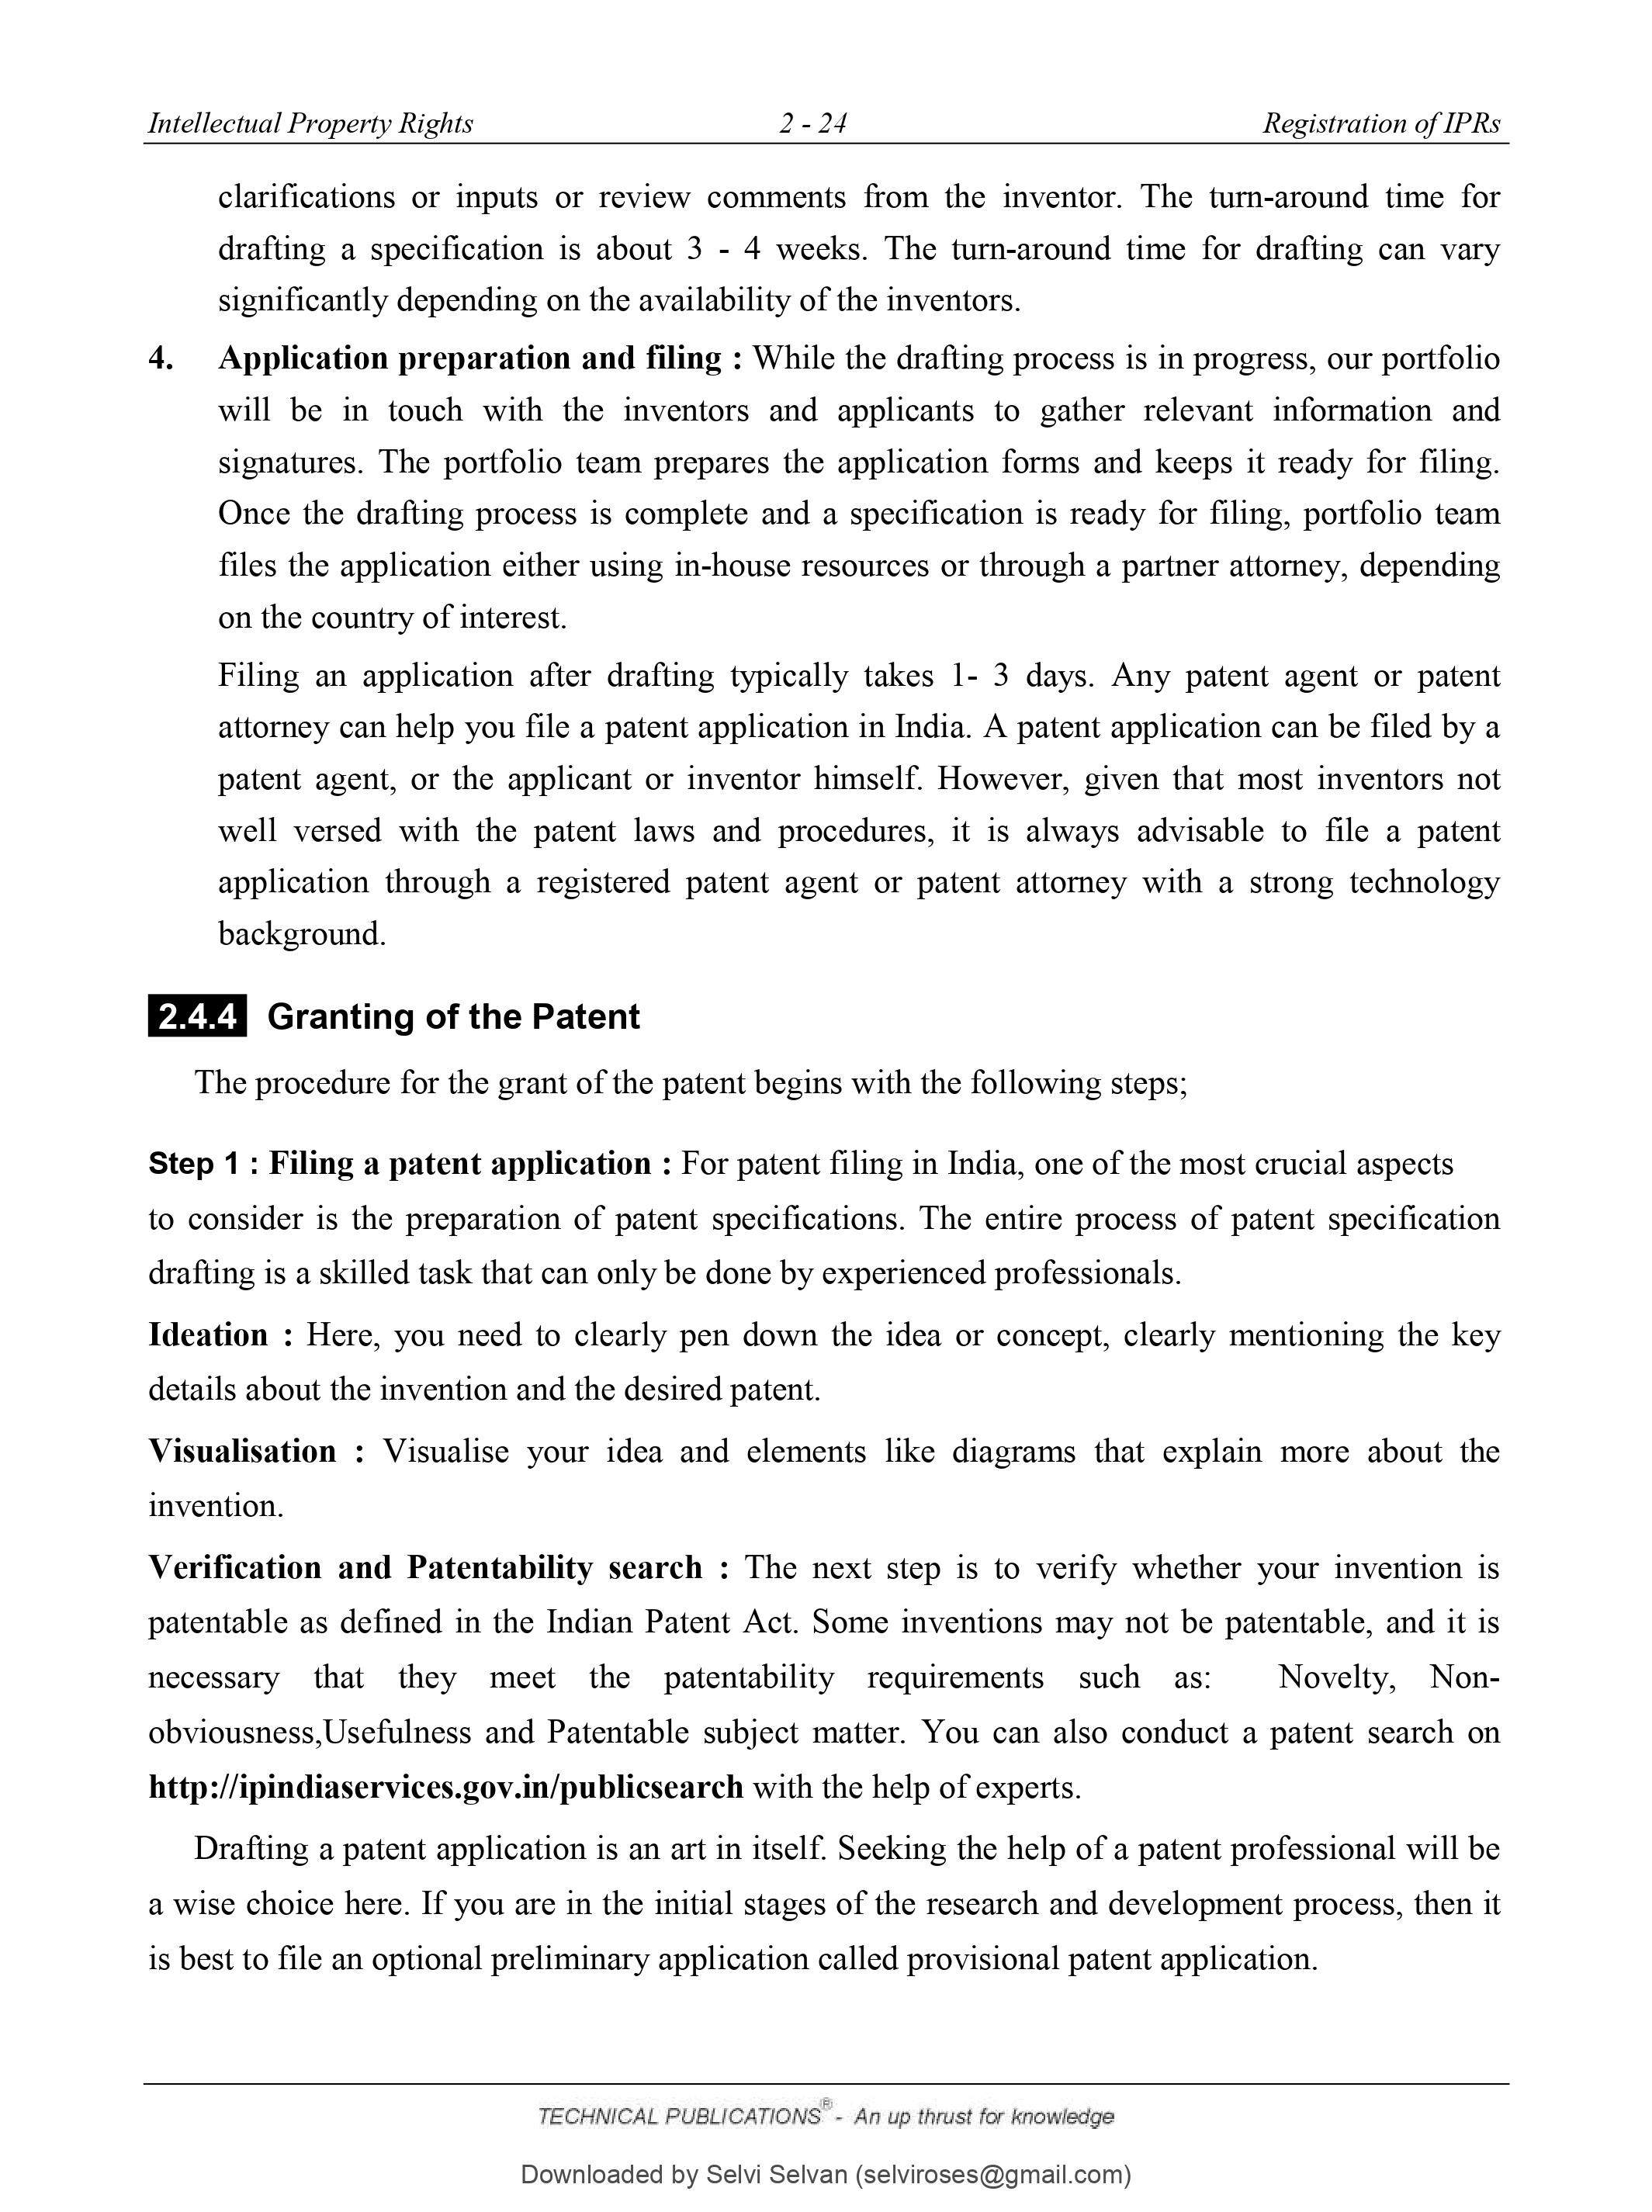 Intellectual Property Rights 2 - 24 Registration of IPRs
clarifications or inputs or review comments from the inventor. The turn-around time for
drafting a specification is about 3 - 4 weeks. The turn-around time for drafting can vary
significantly depending on the availability of the inventors.
4. Application preparation and filing : While the drafting process is in progress, our portfolio
will be in touch with the inventors and applicants to gather relevant information and
signatures. The portfolio team prepares the application forms and keeps it ready for filing.
Once the drafting process is complete and a specification is ready for filing, portfolio team
files the application either using in-house resources or through a partner attorney, depending
on the country of interest.
Filing an application after drafting typically takes 1- 3 days. Any patent agent or patent
attorney can help you file a patent application in India. A patent application can be filed by a
patent agent, or the applicant or inventor himself. However, given that most inventors not
well versed with the patent laws and procedures, it is always advisable to file a patent
application through a registered patent agent or patent attorney with a strong technology
background.
2.4.4 Granting of the Patent
The procedure for the grant of the patent begins with the following steps;
Step 1 : Filing a patent application : For patent filing in India, one of the most crucial aspects
to consider is the preparation of patent specifications. The entire process of patent specification
drafting is a skilled task that can only be done by experienced professionals.
Ideation : Here, you need to clearly pen down the idea or concept, clearly mentioning the key
details about the invention and the desired patent.
Visualisation : Visualise your idea and elements like diagrams that explain more about the
invention.
Verification and Patentability search : The next step is to verify whether your invention is
patentable as defined in the Indian Patent Act. Some inventions may not be patentable, and it is
necessary that they meet the patentability requirements such as: Novelty, Non-
obviousness,Usefulness and Patentable subject matter. You can also conduct a patent search on
http://ipindiaservices.gov.in/publicsearch with the help of experts.
Drafting a patent application is an art in itself. Seeking the help of a patent professional will be
a wise choice here. If you are in the initial stages of the research and development process, then it
is best to file an optional preliminary application called provisional patent application.
TECHNICAL PUBLICATIONS® - An up thrust for knowledge
Downloaded by Selvi Selvan (selviroses@gmail.com)